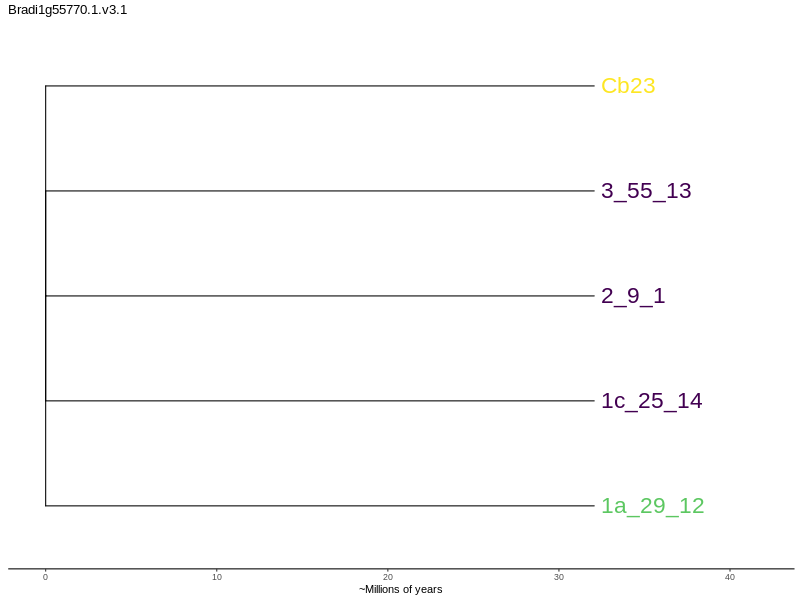 Bradi1g55770.1.v3.1
Cb23
3_55_13
2_9_1
1c_25_14
1a_29_12
0 10 20 30 40
~Millions of years